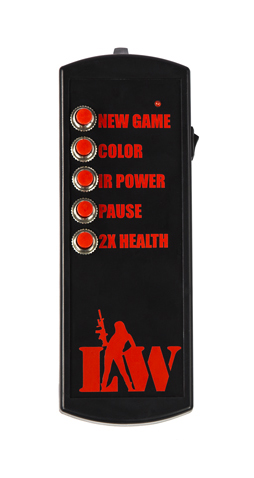 NEW GAME
COLOR
IR POWER
PAUSE
2X HEALTH
LW